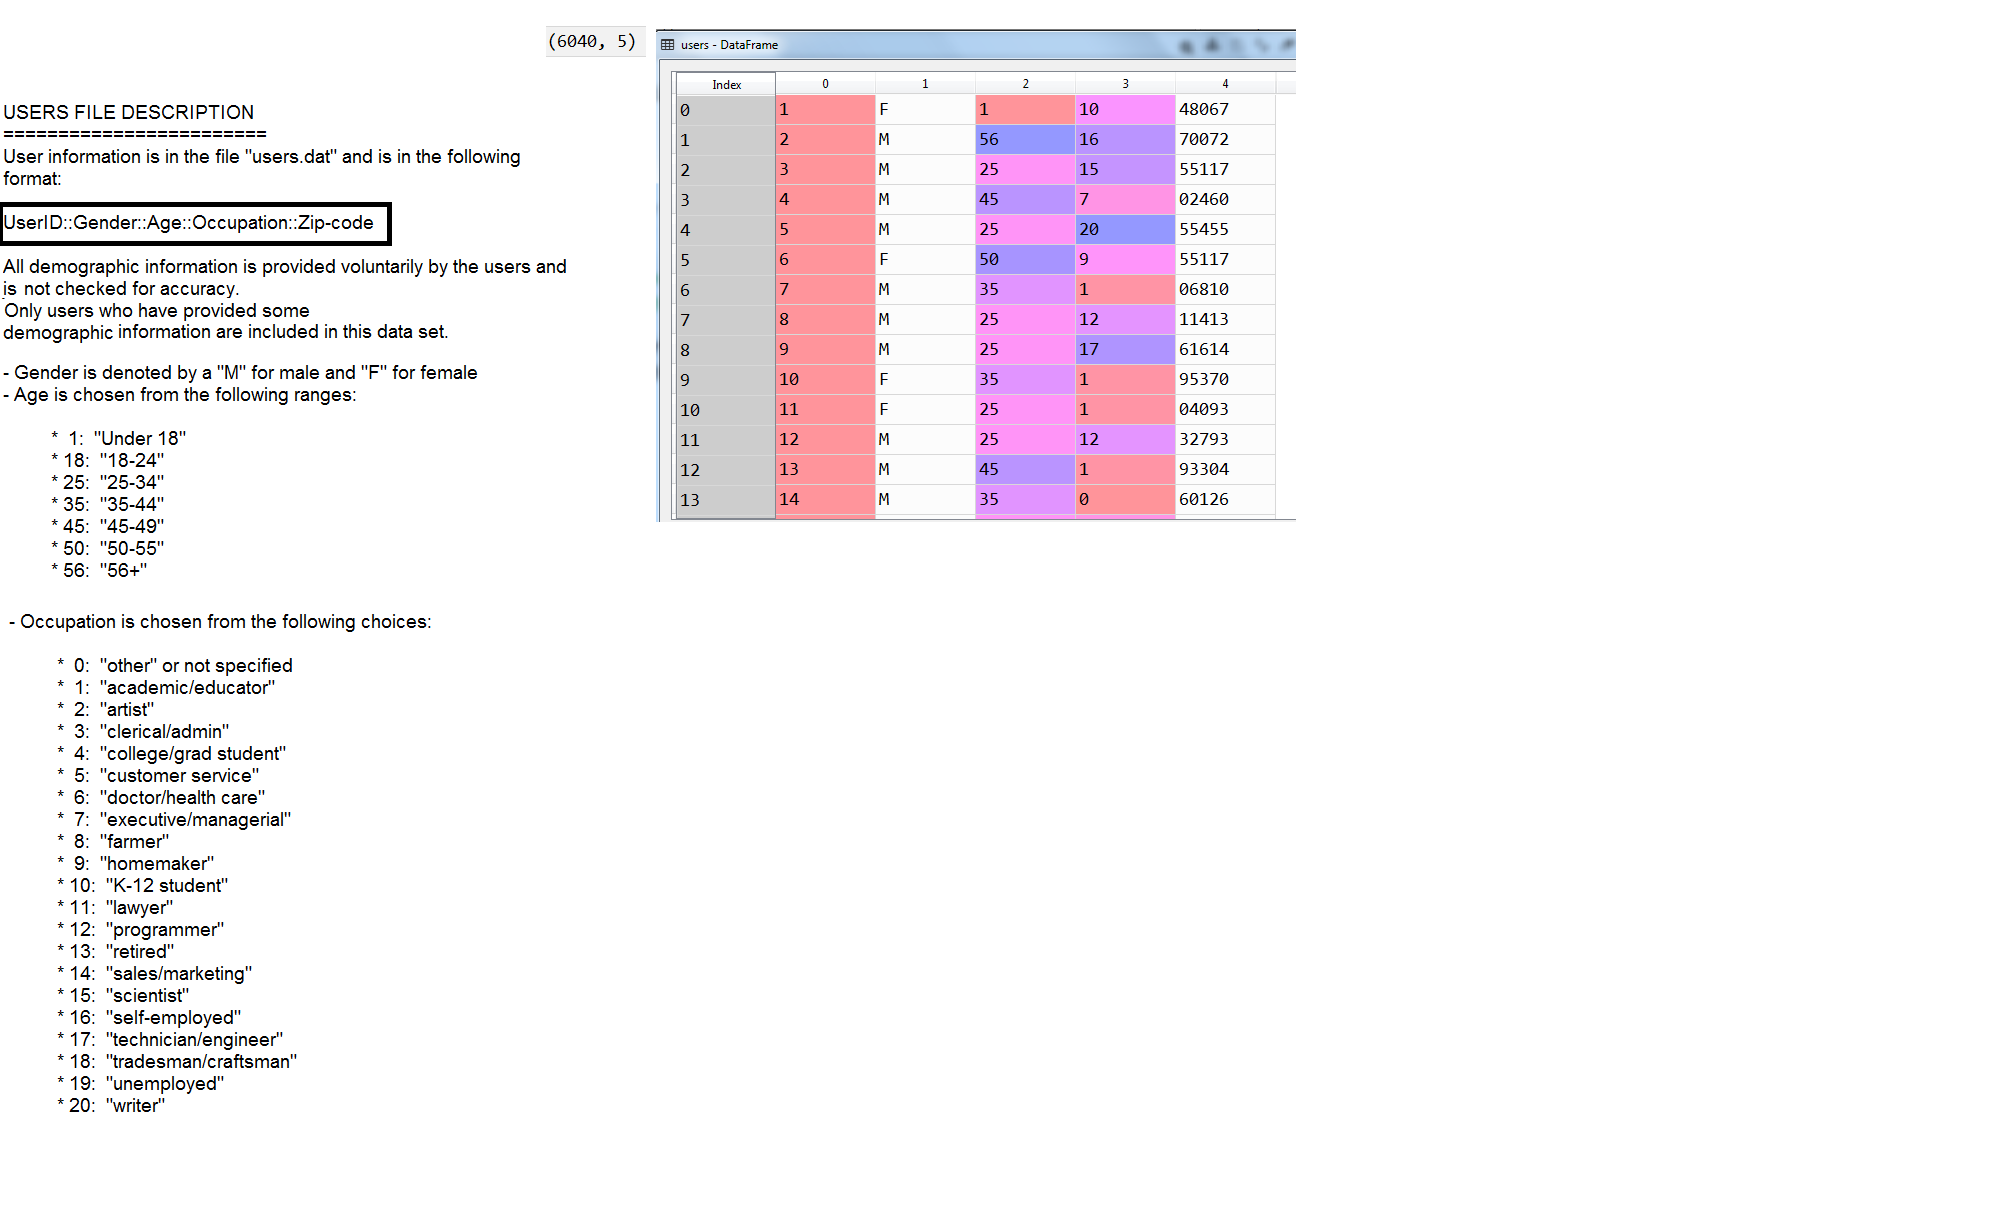 (6040, 5)
USERS FILE DESCRIPTION
========================
User information is in the file "users.dat" and is in the following
format:
UserID::Gender::Age::Occupation::Zip-code
All demographic information is provided voluntarily by the users and
is not checked for accuracy.
Only users who have provided some
demographic information are included in this data set.
- Gender is denoted by a "M" for male and "F" for female
- Age is chosen from the following ranges:
* 1: "Under 18"
* 18: "18-24"
* 25: "25-34"
* 35: "35-44"
* 45: "45-49"
* 50: "50-55"
* 56: "56+"
- Occupation is chosen from the following choices:
* 0: "other" or not specified
* 1: "academic/educator"
* 2: "artist"
* 3: "clerical/admin"
* 4: "college/grad student"
* 5: "customer service"
* 6: "doctor/health care"
* 7: "executive/managerial"
* 8: "farmer"
* 9: "homemaker"
* 10: "K-12 student"
* 11: "lawyer"
* 12: "programmer"
* 13: "retired"
* 14: "sales/marketing"
* 15: "scientist"
* 16: "self-employed"
* 17: "technician/engineer"
* 18: "tradesman/craftsman"
* 19: "unemployed"
* 20: "writer"
users - DataFrame
Index 0 1 2 3 4
0 1 F 1 10 48067
1 2 M 56 16 70072
2 3 M 25 15 55117
3 4 M 45 7 02460
4 5 M 25 20 55455
5 6 F 50 9 55117
6 7 M 35 1 06810
7 8 M 25 12 11413
8 9 M 25 17 61614
9 10 F 35 1 95370
10 11 F 25 1 04093
11 12 M 25 12 32793
12 13 M 45 1 93304
13 14 M 35 0 60126